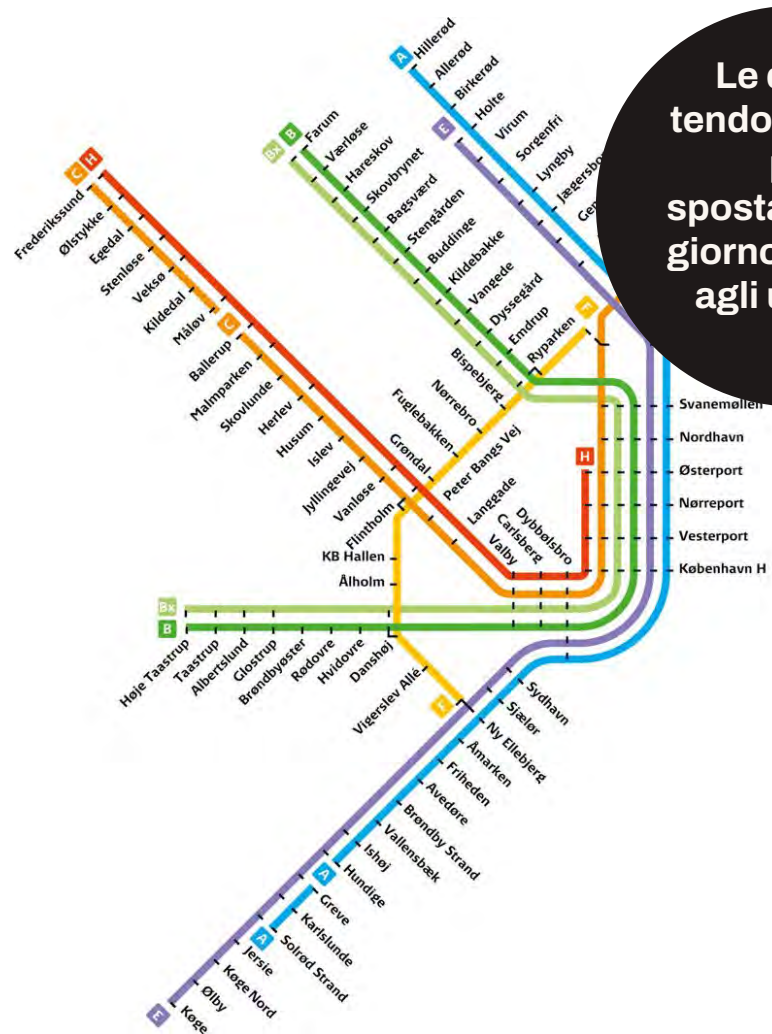 A
Hillerød
Allerød
Birkerød
Holte
Virum
Sorgenfri
Lyngby
E
Bx
B
Farum
Værløse
Hareskov
Skovbrynet
Bagsværd
Stengården
Buddinge
Kildebakke
Vangede
Dyssegård
Emdrup
Ryparken
F
Bispebjerg
Nørrebro
Fuglebakken
Grøndal
Flintholm
KB Hallen
Ålholm
C
H
Frederikssund
Ølstykke
Egedal
Stenløse
Veksø
Kildedal
Måløv
C
Ballerup
Malmparken
Skovlunde
Herlev
Husum
Islev
Jyllingevej
Vanløse
Peter Bangs Vej
Langgade
Valby
Carlsberg
Dybbølsbro
H
Svanemøllen
Nordhavn
Østerport
Nørreport
Vesterport
København H
Bx
B
Høje Taastrup
Taastrup
Albertslund
Glostrup
Brøndbyøster
Rødovre
Hvidovre
Danshøj
Vigerslev Allé
F
Sydhavn
Sjælør
Ny Ellebjerg
Åmarken
Friheden
Avedøre
Brøndby Strand
Vallensbæk
Ishøj
Hundige
A
Greve
Karlslunde
Solrød Strand
A
Jersie
Køge Nord
Ølby
Køge
E
Le
tendo
sposta
giorno
agli